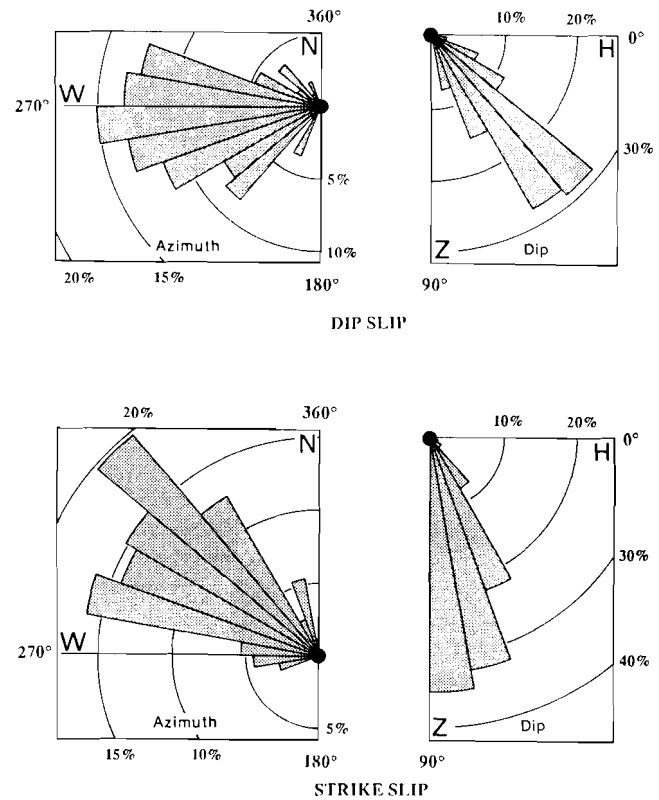 360°
N
W
270°
5%
10%
Azimuth
20%
15%
180°
10%
20%
0°
H
30%
Z
Dip
90°
DIP SLIP
20%
360°
N
W
270°
Azimuth
5%
15%
10%
180°
10%
20%
0°
H
30%
40%
Z
Dip
90°
STRIKE SLIP